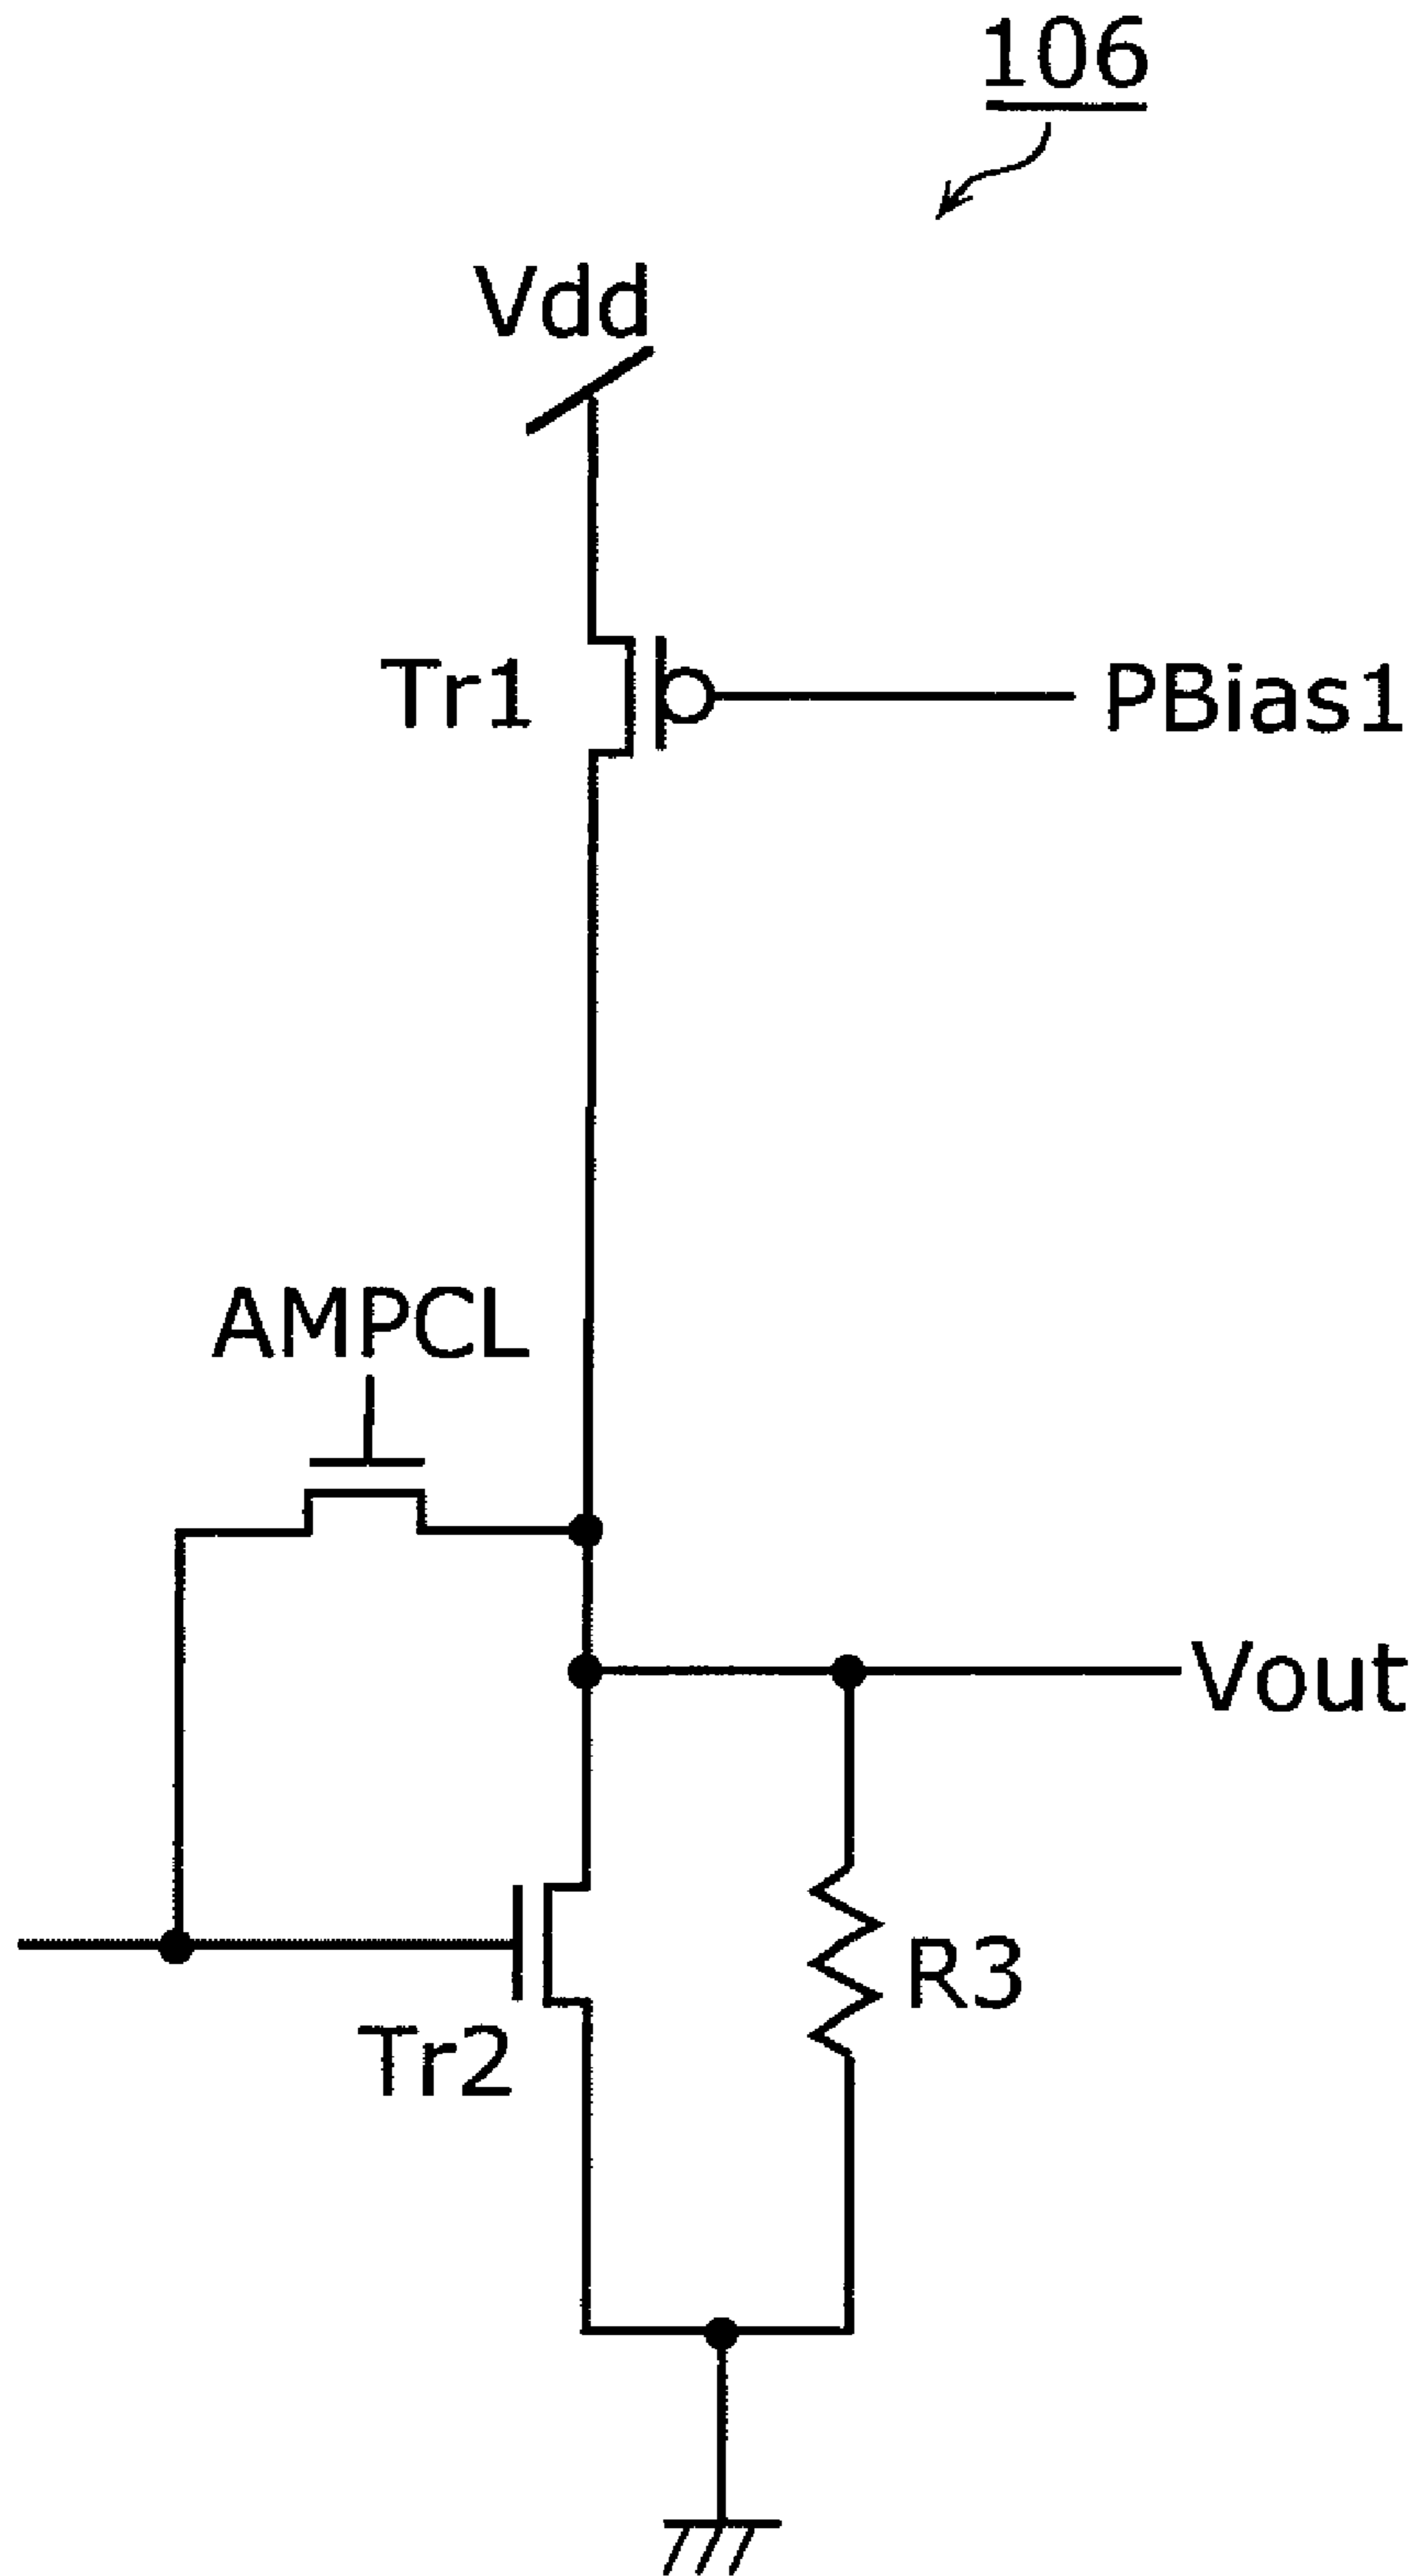 106
Vdd
Tr1
PBias1
AMPCL
Vout
R3
Tr2